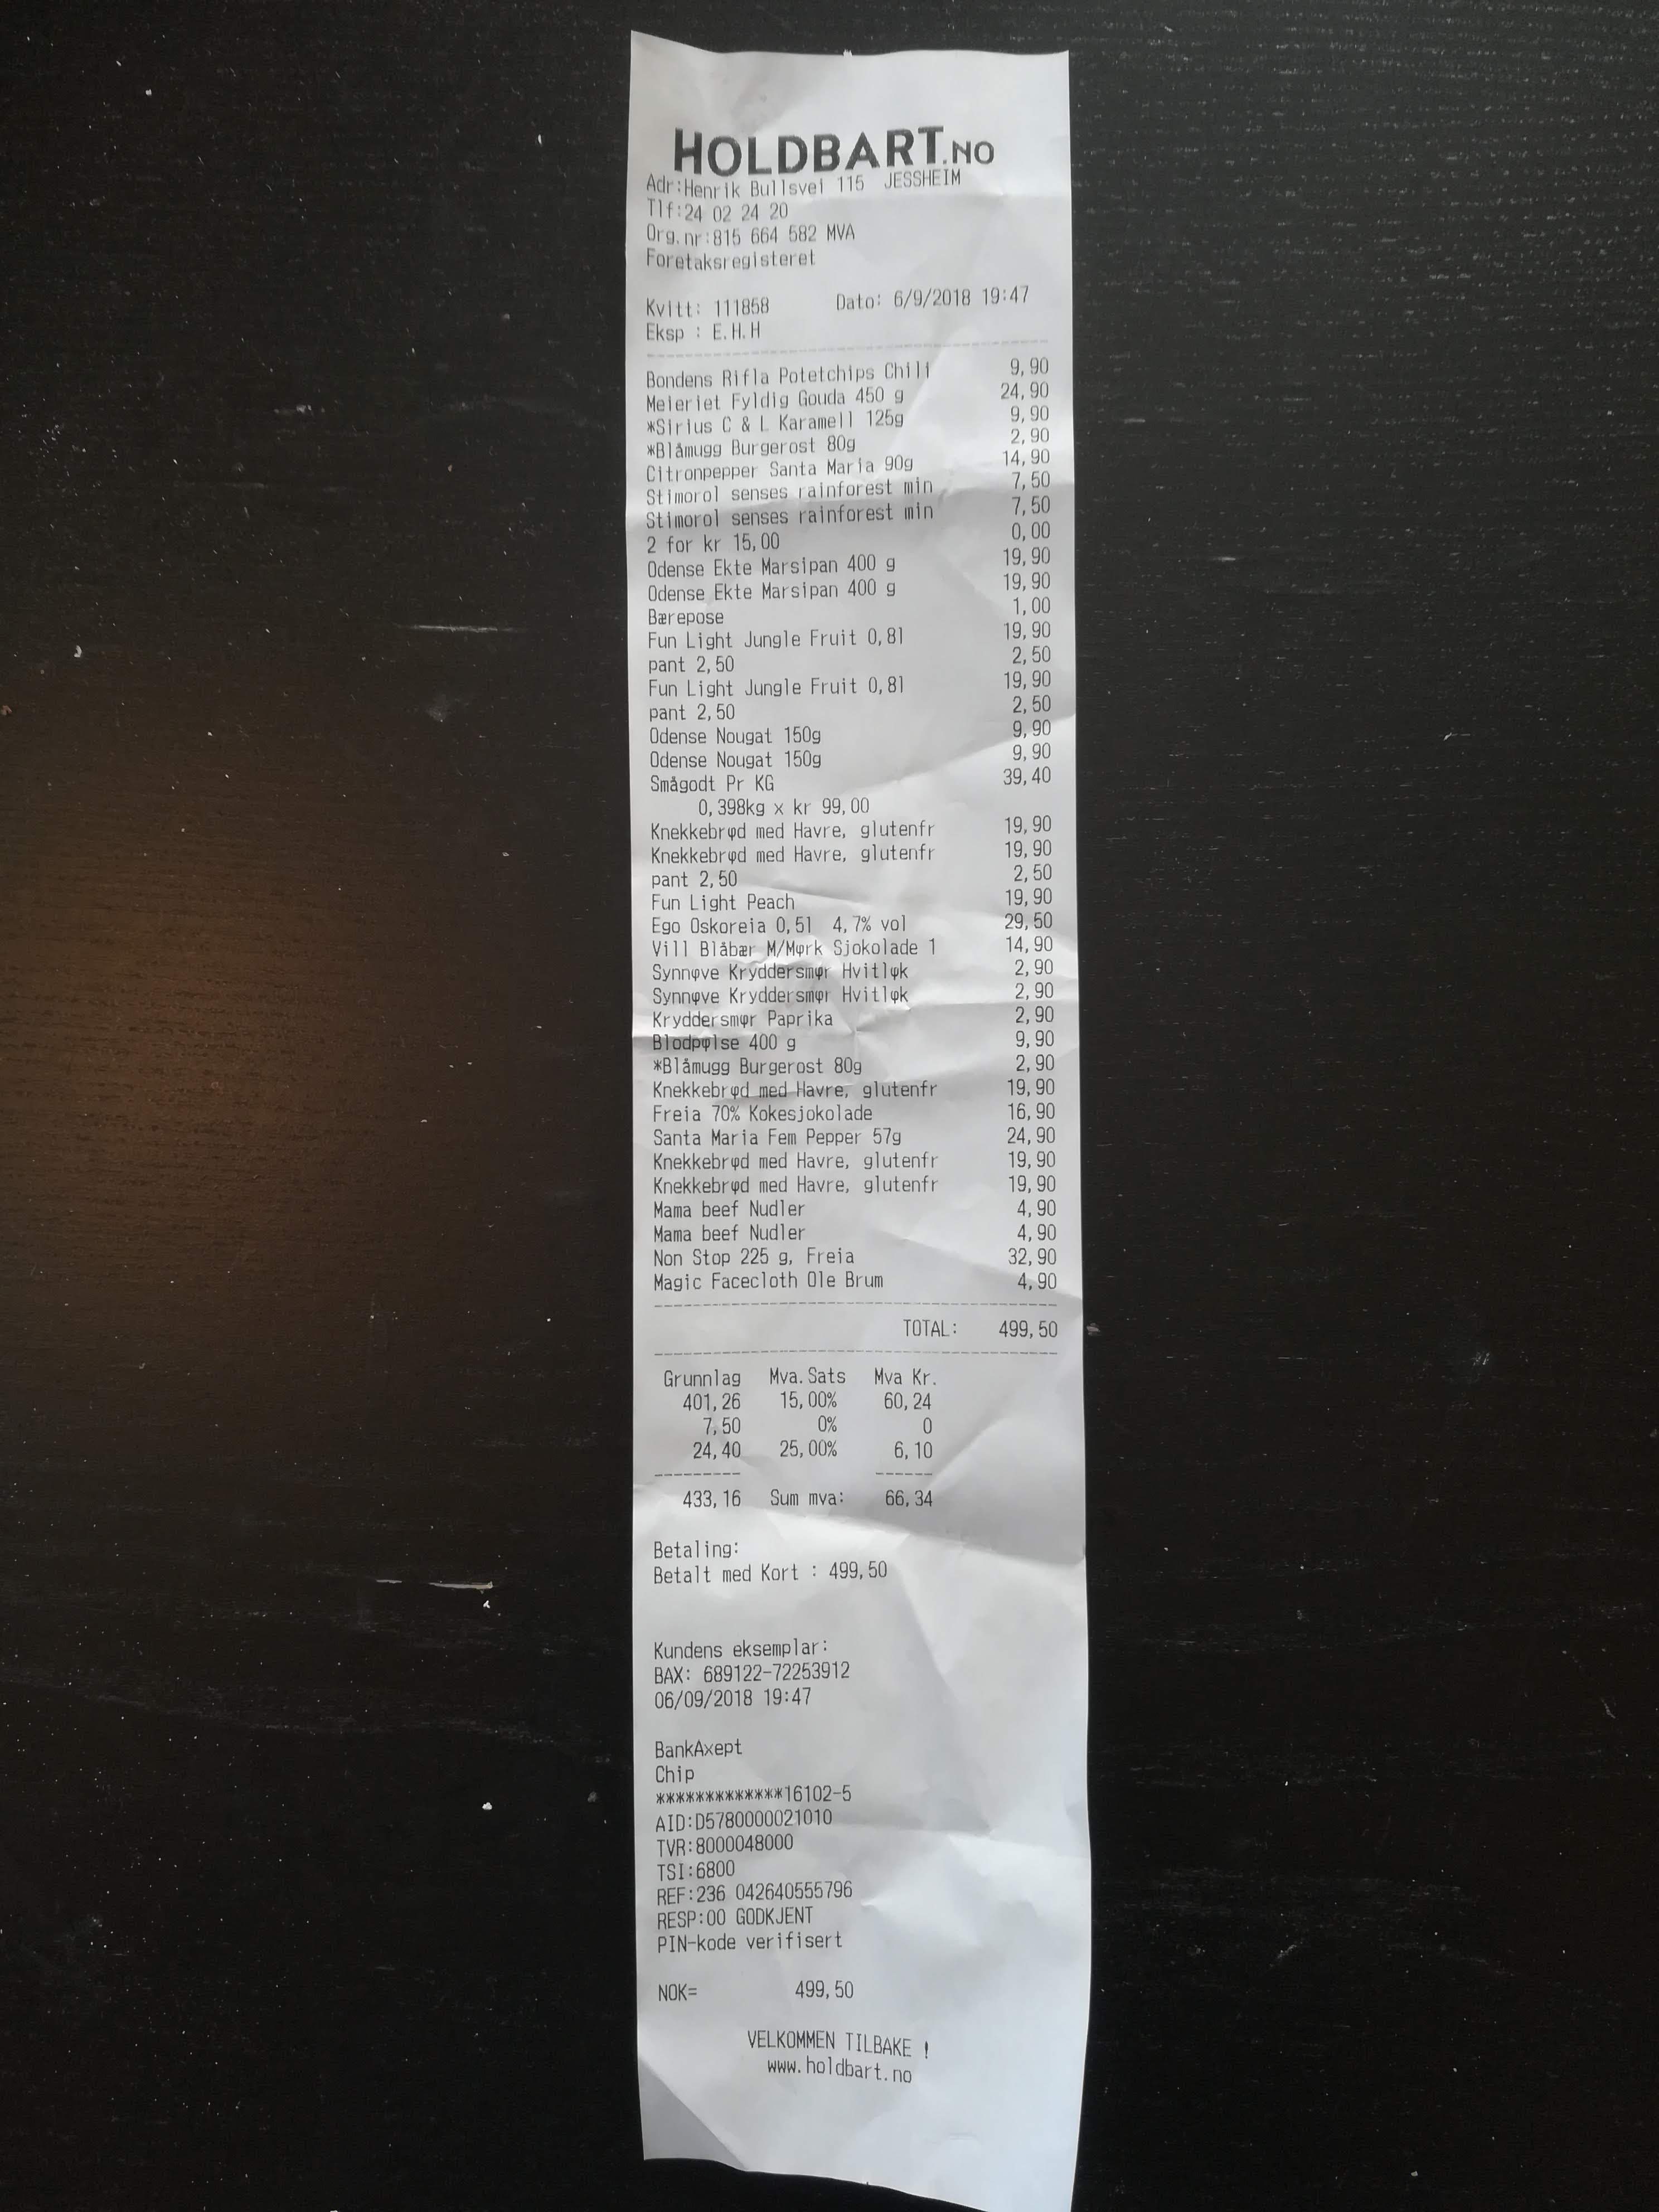 HOLDBART.NO
Adr:Henrik Bullsvei 115 JESSHEIM
Tlf:24 02 24 20
Org.nr:815 664 582 MVA
Foretaksregisteret
Kvitt: 111858 Dato: 6/9/2018 19:47
Eksp : E.H.H
Bondens Rifla Potetchips Chili 9,90
Meieriet Fyldig Gouda 450 g 24,90
*Sirius C & L Karamell 125g 9,90
*Blåmugg Burgerost 80g 2,90
Citronpepper Santa Maria 90g 14,90
Stimorol senses rainforest min 7,50
Stimorol senses rainforest min 7,50
2 for kr 15,00 0,00
Odense Ekte Marsipan 400 g 19,90
Odense Ekte Marsipan 400 g 19,90
Bærepose 1,00
Fun Light Jungle Fruit 0,8l 19,90
pant 2,50 2,50
Fun Light Jungle Fruit 0,8l 19,90
pant 2,50 2,50
Odense Nougat 150g 9,90
Odense Nougat 150g 9,90
Smågodt Pr KG 39,40
0,398kg x kr 99,00
Knekkebrød med Havre, glutenfr 19,90
Knekkebrød med Havre, glutenfr 19,90
pant 2,50 2,50
Fun Light Peach 19,90
Ego Oskoreia 0,5l 4,7% vol 29,50
Vill Blåbær M/Mørk Sjokolade 1 14,90
Synnøve Kryddersmør Hvitløk 2,90
Synnøve Kryddersmør Hvitløk 2,90
Kryddersmør Paprika 2,90
Blodpølse 400 g 9,90
*Blåmugg Burgerost 80g 2,90
Knekkebrød med Havre, glutenfr 19,90
Freia 70% Kokesjokolade 16,90
Santa Maria Fem Pepper 57g 24,90
Knekkebrød med Havre, glutenfr 19,90
Knekkebrød med Havre, glutenfr 19,90
Mama beef Nudler 4,90
Mama beef Nudler 4,90
Non Stop 225 g, Freia 32,90
Magic Facecloth Ole Brum 4,90
TOTAL: 499,50
Grunnlag Mva.Sats Mva Kr.
401,26 15,00% 60,24
7,50 0% 0
24,40 25,00% 6,10
433,16 Sum mva: 66,34
Betaling:
Betalt med Kort : 499,50
Kundens eksemplar:
BAX: 689122-72253912
06/09/2018 19:47
BankAxept
Chip
************16102-5
AID:D5780000021010
TVR:8000048000
TSI:6800
REF:236 042640555796
RESP:00 GODKJENT
PIN-kode verifisert
NOK= 499,50
VELKOMMEN TILBAKE !
www.holdbart.no